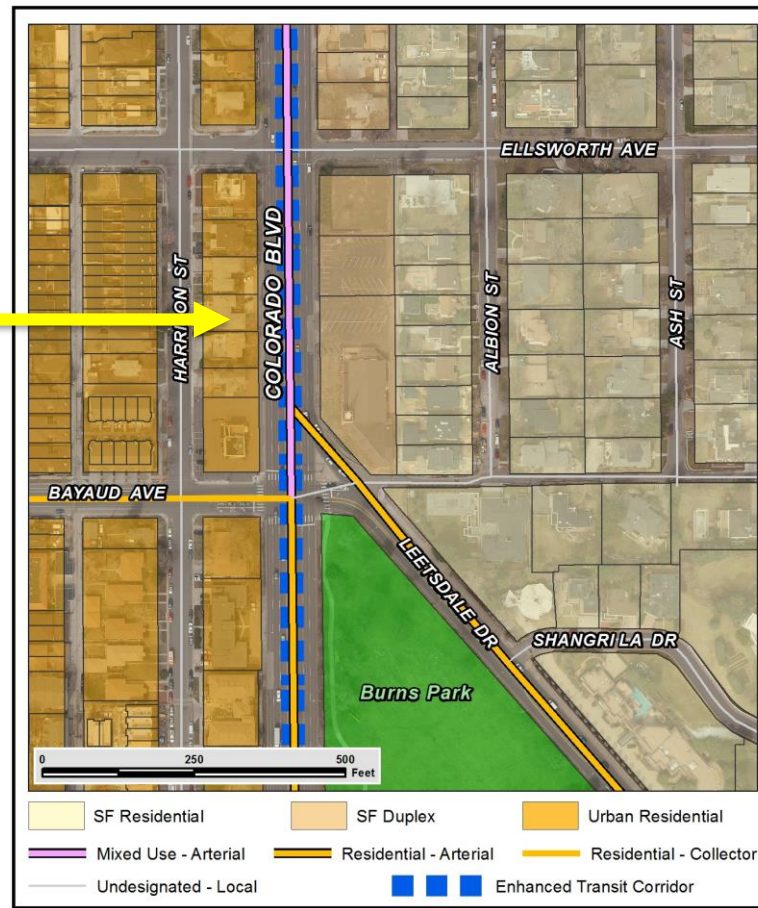 ELLSWORTH AVE
COLORADO BLVD
HARRISON ST
ALBION ST
ASH ST
BAYAUD AVE
LEETSDALE DR
SHANGRI LA DR
Burns Park
0 250 500
Feet
SF Residential SF Duplex Urban Residential
Mixed Use - Arterial Residential - Arterial Residential - Collector
Undesignated - Local Enhanced Transit Corridor